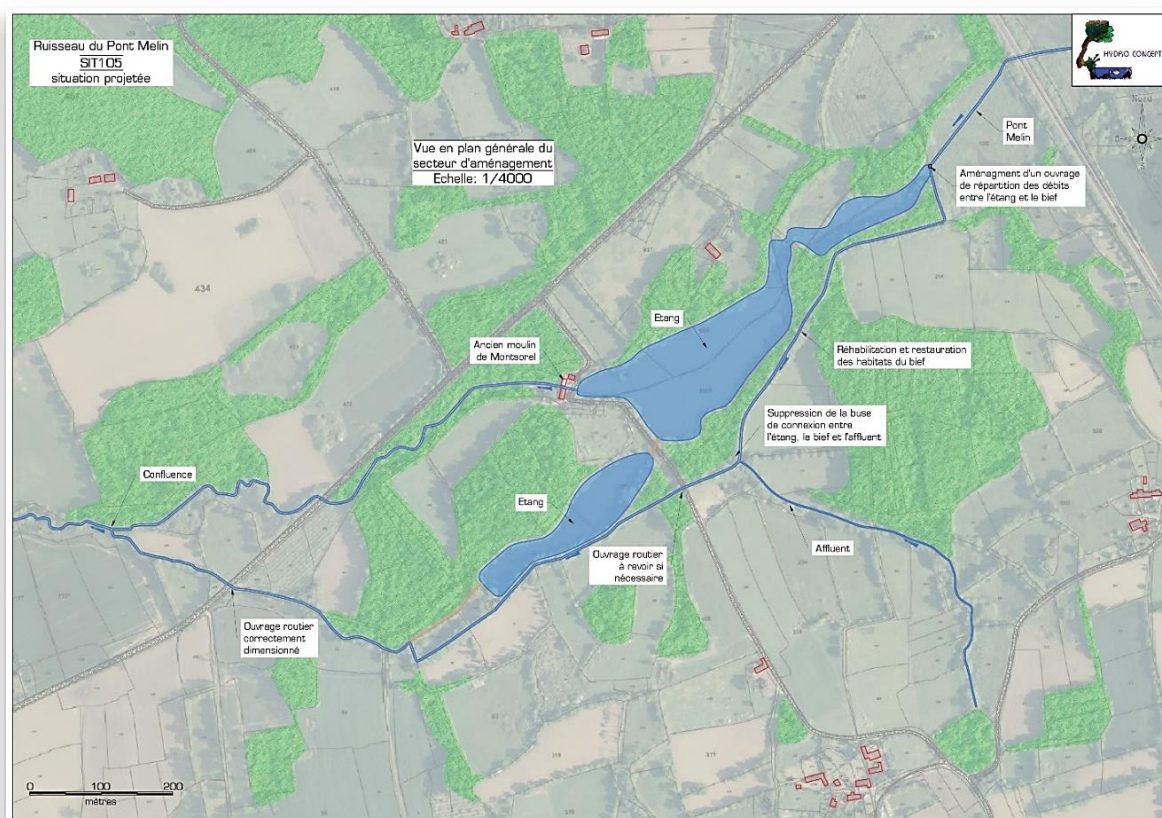 Ruisseau du Pont Melin
SIT105
situation projetée
HYDRO CONCEPT
Nord
Vue en plan générale du
secteur d'aménagement
Echelle: 1/4000
Pont
Melin
Aménagment d'un ouvrage
de répartition des débits
entre l'étang et le bief
434
Etang
Ancien moulin
de Montsorel
Réhabilitation et restauration
des habitats du bief
Suppression de la buse
de connexion entre
l'étang, le bief et l'affluent
Confluence
Etang
Ouvrage routier
à revoir si
nécessaire
Affluent
Ouvrage routier
correctement
dimensionné
0 100 200
mètres